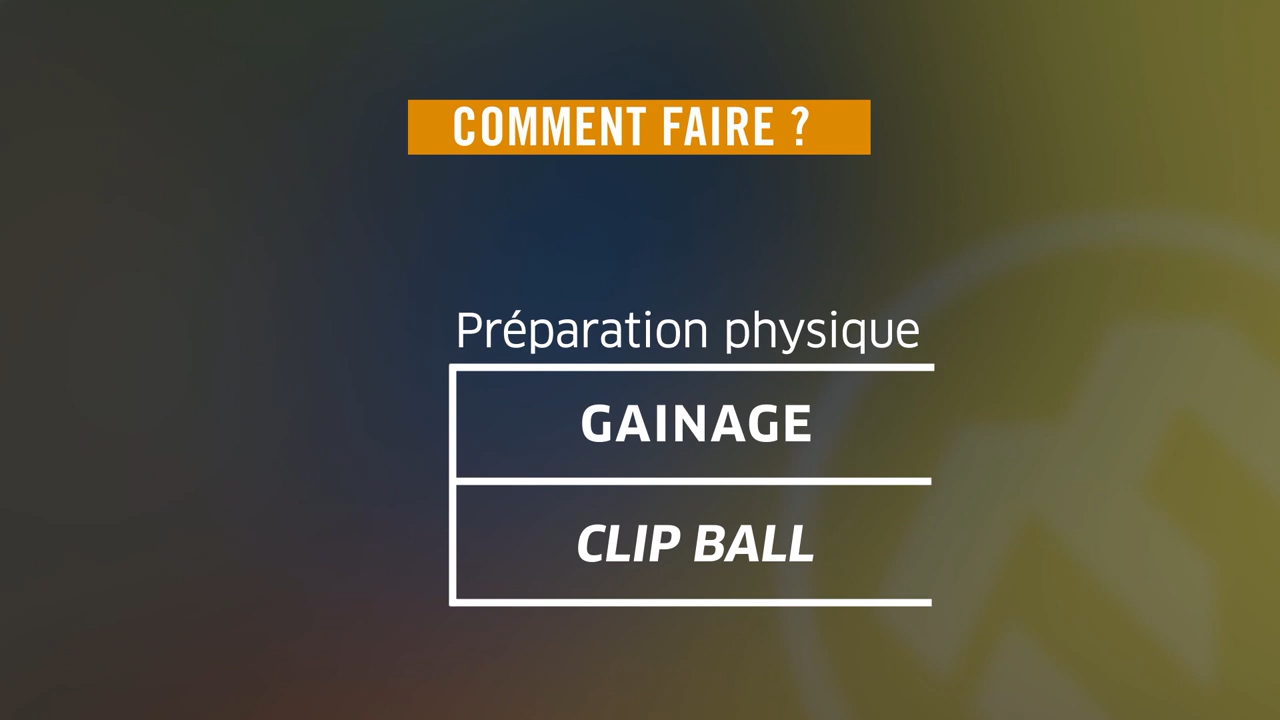 COMMENT FAIRE ?
Préparation physique
GAINAGE
CLIP BALL